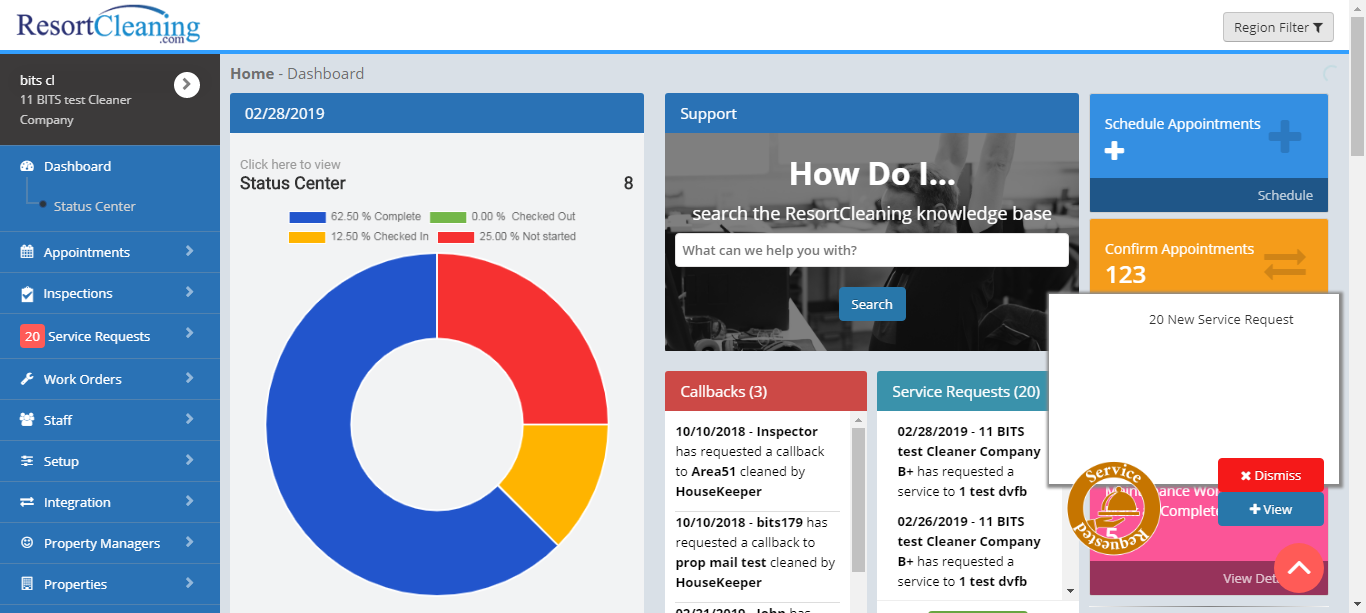 ResortCleaning
.com
Region Filter
bits cl
11 BITS test Cleaner
Company
Dashboard
Status Center
Appointments
Inspections
20 Service Requests
Work Orders
Staff
Setup
Integration
Property Managers
Properties
Home - Dashboard
02/28/2019
Click here to view
Status Center 8
62.50 % Complete 0.00 % Checked Out
12.50 % Checked In 25.00 % Not started
Support
How Do I...
search the ResortCleaning knowledge base
What can we help you with?
Search
Callbacks (3)
10/10/2018 - Inspector
has requested a callback
to Area51 cleaned by
HouseKeeper
10/10/2018 - bits179 has
requested a callback to
prop mail test cleaned by
HouseKeeper
02/21/2019 - John has
Service Requests (20)
02/28/2019 - 11 BITS
test Cleaner Company
B+ has requested a
service to 1 test dvfb
02/26/2019 - 11 BITS
test Cleaner Company
B+ has requested a
service to 1 test dvfb
Schedule Appointments
Schedule
Confirm Appointments
123
20 New Service Request
Dismiss
View
Service
Requested
Complete
5
View